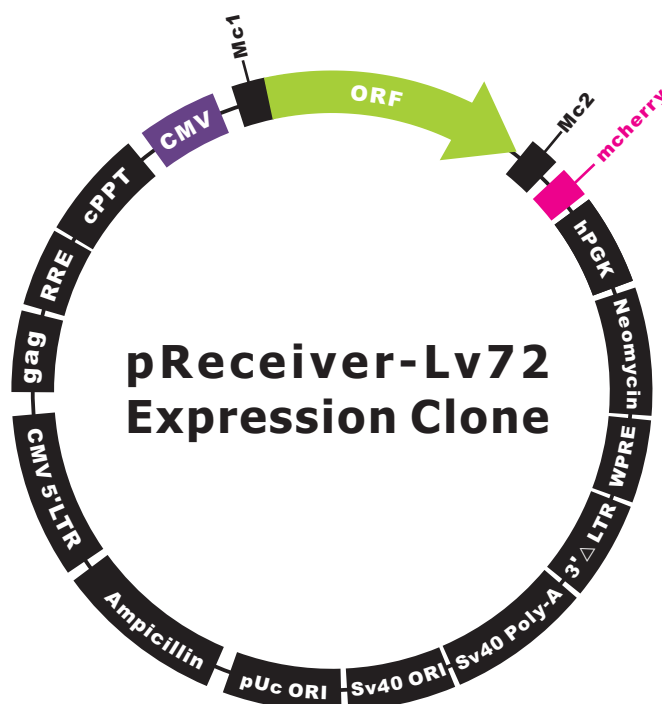 Mc1
ORF
Mc2
mcherry
hPGK
Neomycin
WPRE
3'△ LTR
Sv40 Poly-A
Sv40 ORI
pUc ORI
Ampicillin
CMV 5'LTR
gag
RRE
cPPT
CMV
pReceiver-Lv72
Expression Clone